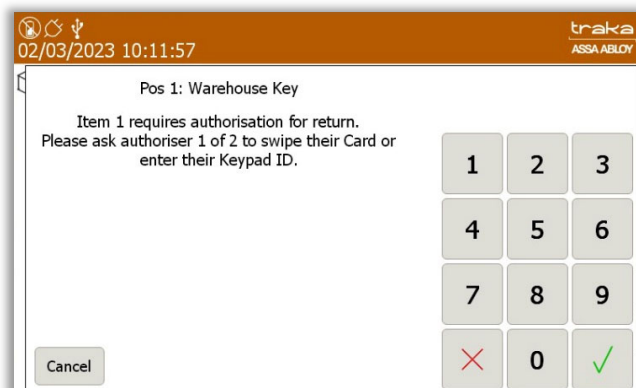 02/03/2023 10:11:57
traka
ASSA ABLOY
Pos 1: Warehouse Key
Item 1 requires authorisation for return.
Please ask authoriser 1 of 2 to swipe their Card or
enter their Keypad ID.
1 2 3
4 5 6
7 8 9
0
Cancel